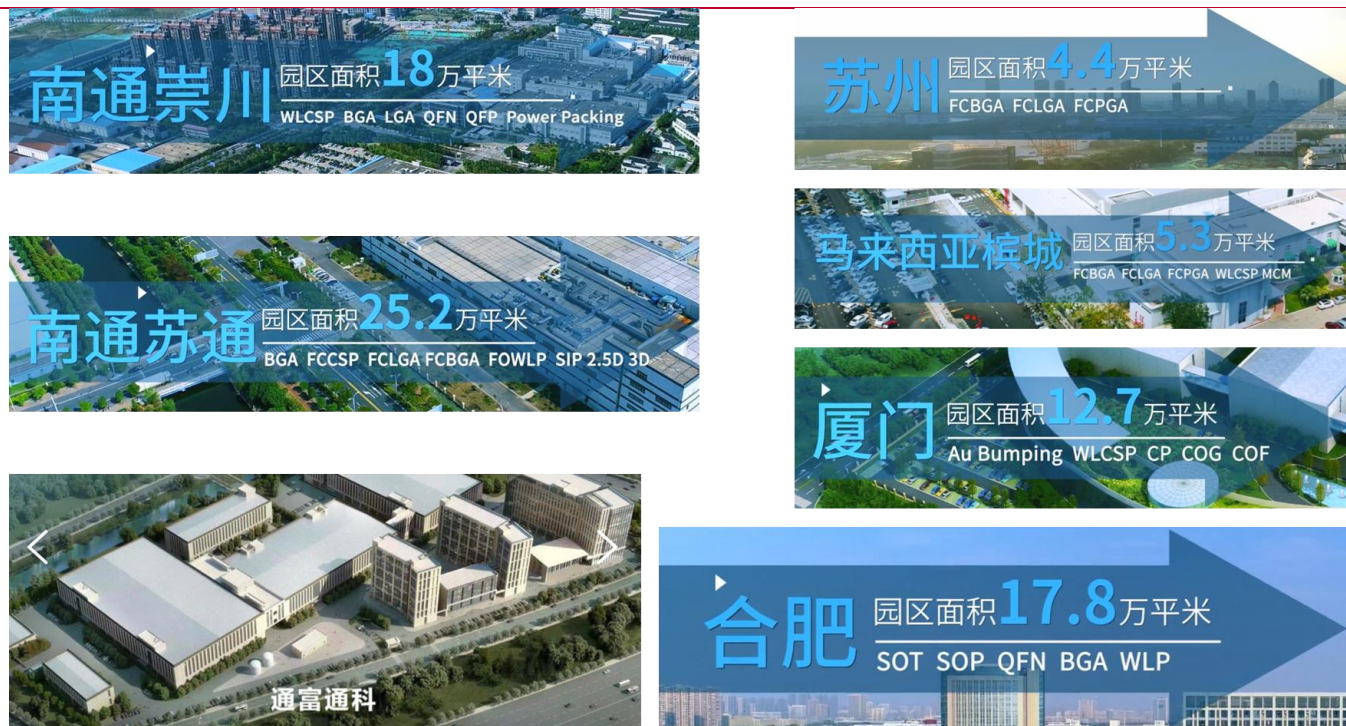 南通崇川
园区面积18万平米
WLCSP BGA LGA QFN QFP Power Packing
苏州
园区面积4.4万平米
FCBGA FCLGA FCPGA
马来西亚槟城
园区面积5.3万平米
FCBGA FCLGA FCPGA WLCSP MCM
南通苏通
园区面积25.2万平米
BGA FCCSP FCLGA FCBGA FOWLP SIP 2.5D 3D
厦门
园区面积12.7万平米
Au Bumping WLCSP CP COG COF
通富通科
合肥
园区面积17.8万平米
SOT SOP QFN BGA WLP